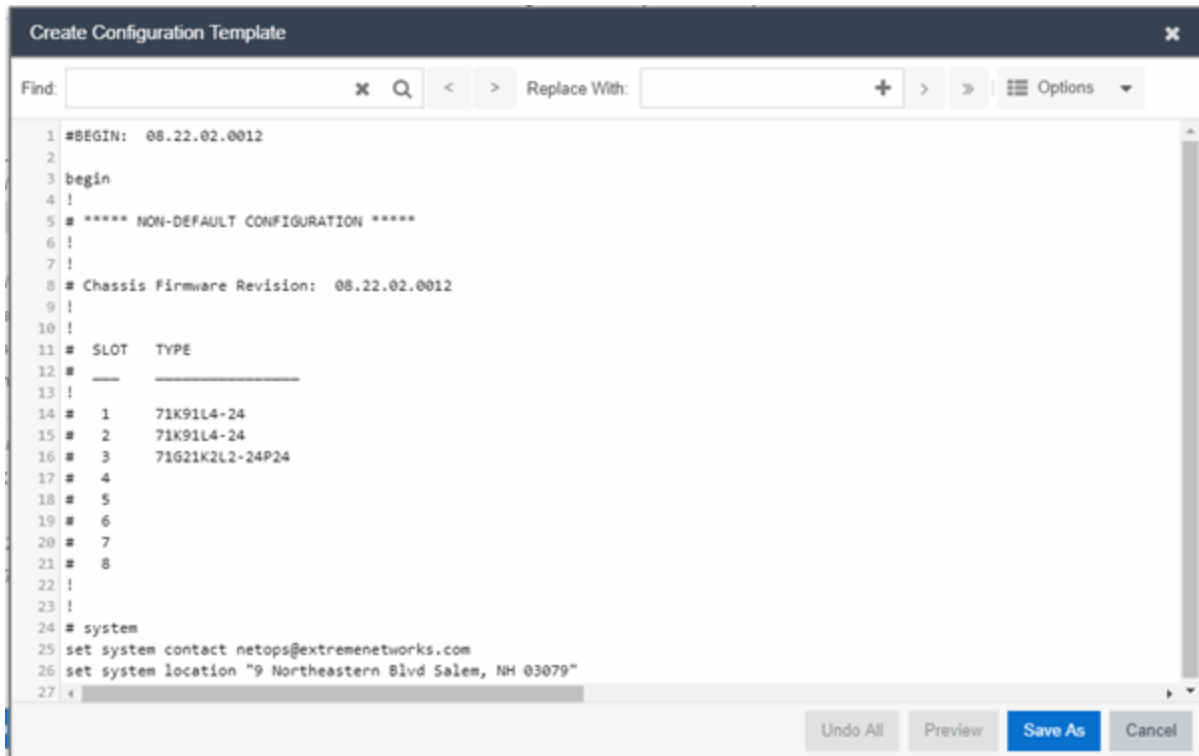 Create Configuration Template
Find:
Replace With:
Options
1 #BEGIN:  08.22.02.0012
2
3 begin
4 !
5 # ***** NON-DEFAULT CONFIGURATION *****
6 !
7 !
8 # Chassis Firmware Revision:  08.22.02.0012
9 !
10 !
11 #  SLOT   TYPE
12 #  ___   ________________
13 !
14 #   1     71K91L4-24
15 #   2     71K91L4-24
16 #   3     71G21K2L2-24P24
17 #   4
18 #   5
19 #   6
20 #   7
21 #   8
22 !
23 !
24 # system
25 set system contact netops@extremenetworks.com
26 set system location "9 Northeastern Blvd Salem, NH 03079"
27
Undo All
Preview
Save As
Cancel